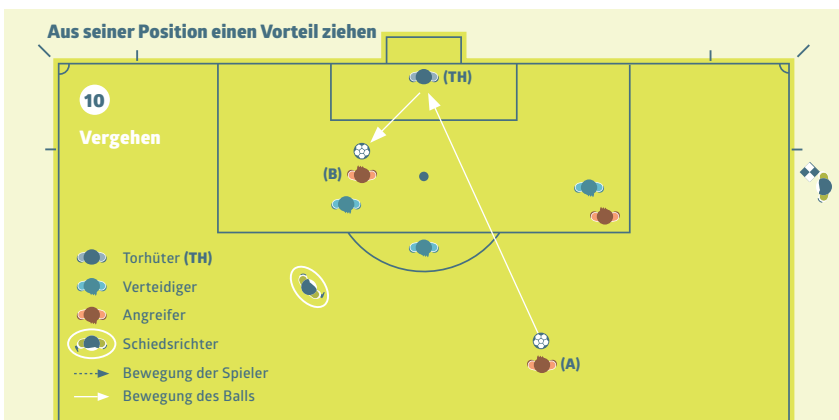 Aus seiner Position einen Vorteil ziehen
(TH)
10
Vergehen
(B)
Torhüter (TH)
Verteidiger
Angreifer
Schiedsrichter
(A)
Bewegung der Spieler
Bewegung des Balls